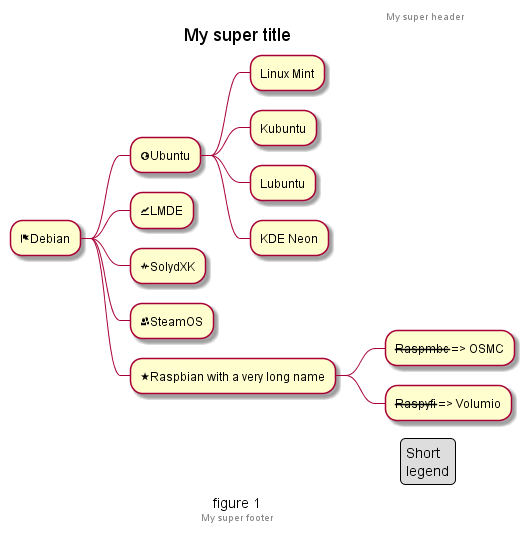 My super header
My super title
Debian
Ubuntu
Linux Mint
Kubuntu
Lubuntu
KDE Neon
LMDE
SolydXK
SteamOS
Raspbian with a very long name
Raspmbc => OSMC
Raspyfi => Volumio
Short
legend
figure 1
My super footer